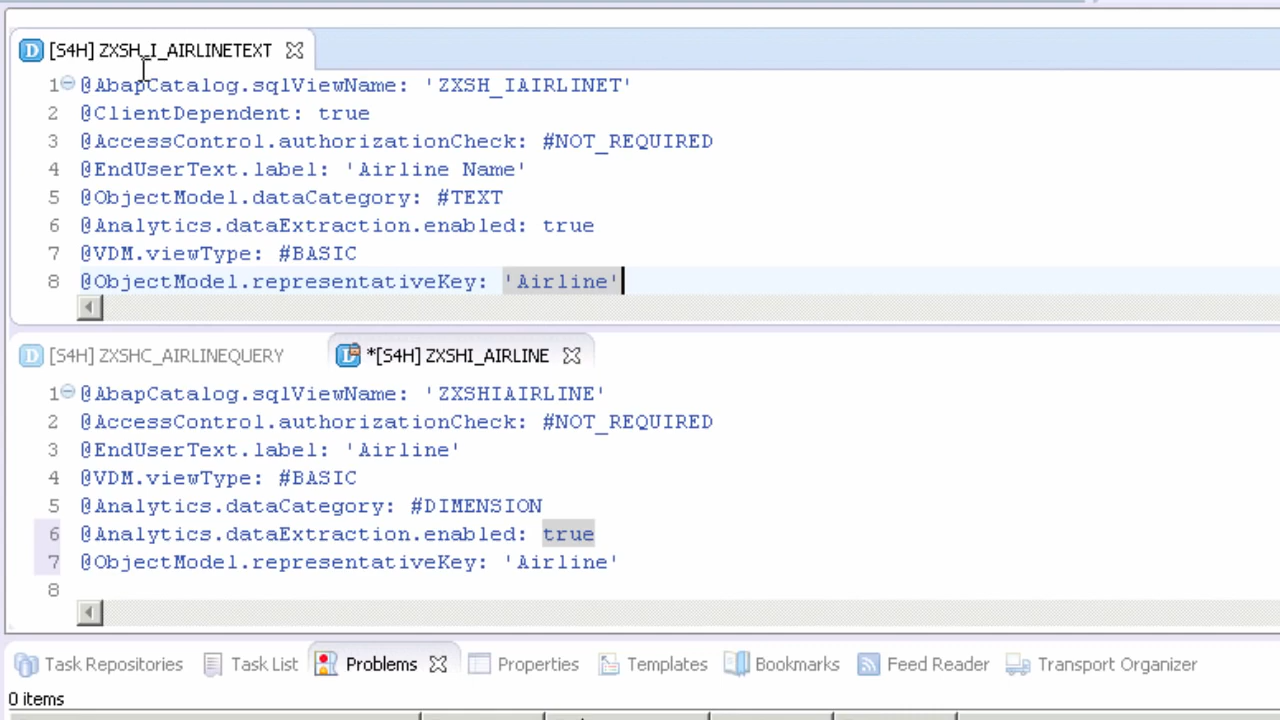 [S4H] ZXSH_I_AIRLINETEXT
1 @AbapCatalog.sqlViewName: 'ZXSH_IAIRLINET'
2 @ClientDependent: true
3 @AccessControl.authorizationCheck: #NOT_REQUIRED
4 @EndUserText.label: 'Airline Name'
5 @ObjectModel.dataCategory: #TEXT
6 @Analytics.dataExtraction.enabled: true
7 @VDM.viewType: #BASIC
8 @ObjectModel.representativeKey: 'Airline'
[S4H] ZXSHC_AIRLINEQUERY *[S4H] ZXSHI_AIRLINE
1 @AbapCatalog.sqlViewName: 'ZXSHIAIRLINE'
2 @AccessControl.authorizationCheck: #NOT_REQUIRED
3 @EndUserText.label: 'Airline'
4 @VDM.viewType: #BASIC
5 @Analytics.dataCategory: #DIMENSION
6 @Analytics.dataExtraction.enabled: true
7 @ObjectModel.representativeKey: 'Airline'
8
Task Repositories Task List Problems Properties Templates Bookmarks Feed Reader Transport Organizer
0 items